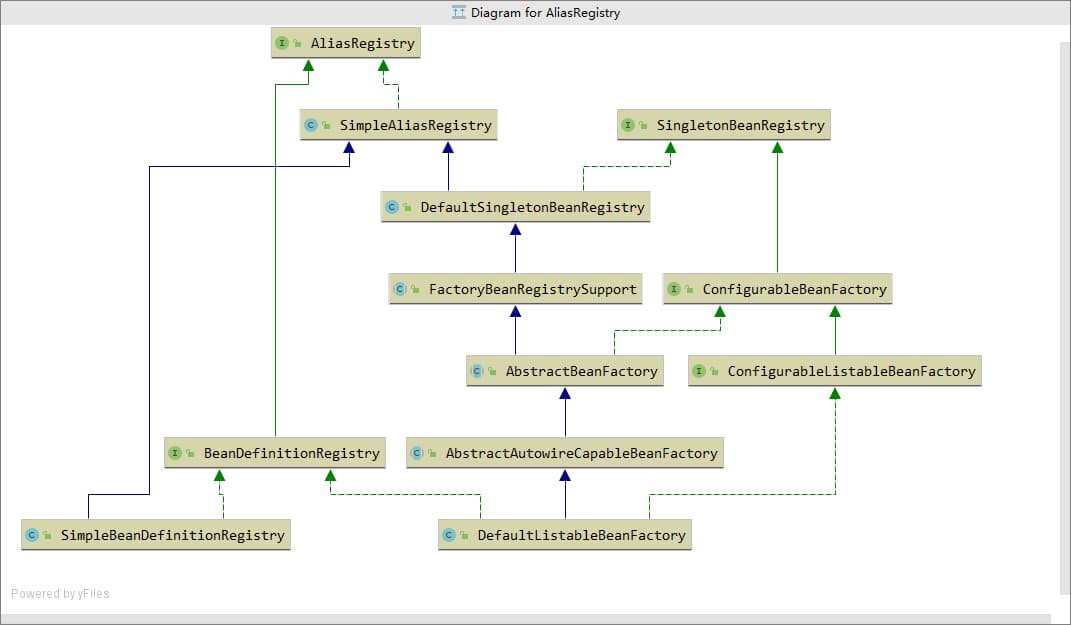 Diagram for AliasRegistry
AliasRegistry
SimpleAliasRegistry
SingletonBeanRegistry
DefaultSingletonBeanRegistry
FactoryBeanRegistrySupport
ConfigurableBeanFactory
AbstractBeanFactory
ConfigurableListableBeanFactory
BeanDefinitionRegistry
AbstractAutowireCapableBeanFactory
SimpleBeanDefinitionRegistry
DefaultListableBeanFactory
Powered by yFiles